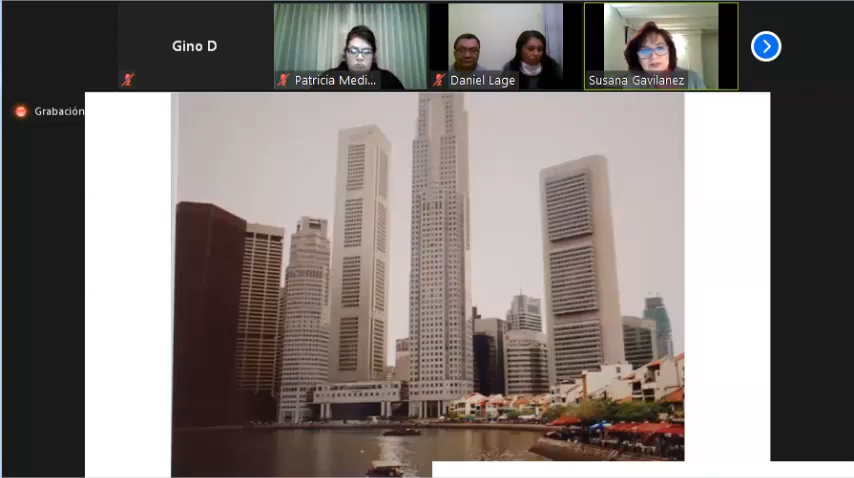 Gino D
Patricia Medi...
Daniel Lage
Susana Gavilanez
Grabación